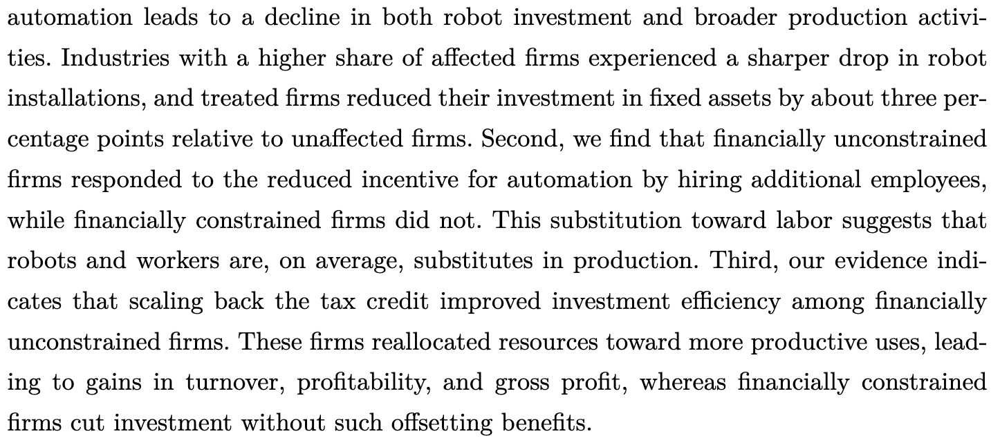 automation leads to a decline in both robot investment and broader production activi-
ties. Industries with a higher share of affected firms experienced a sharper drop in robot
installations, and treated firms reduced their investment in fixed assets by about three per-
centage points relative to unaffected firms. Second, we find that financially unconstrained
firms responded to the reduced incentive for automation by hiring additional employees,
while financially constrained firms did not. This substitution toward labor suggests that
robots and workers are, on average, substitutes in production. Third, our evidence indi-
cates that scaling back the tax credit improved investment efficiency among financially
unconstrained firms. These firms reallocated resources toward more productive uses, lead-
ing to gains in turnover, profitability, and gross profit, whereas financially constrained
firms cut investment without such offsetting benefits.